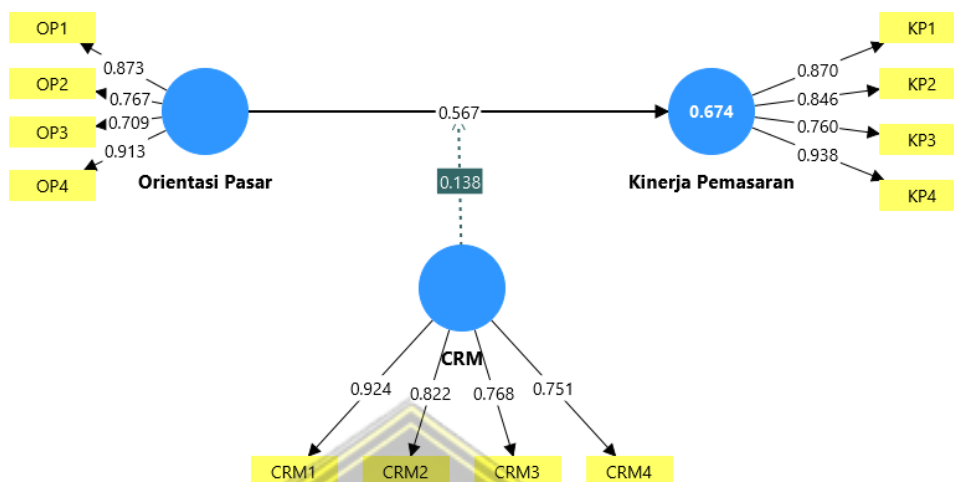 OP1
OP2
OP3
OP4
0.873
0.767
0.709
0.913
Orientasi Pasar
0.567
0.138
0.674
Kinerja Pemasaran
0.870
0.846
0.760
0.938
KP1
KP2
KP3
KP4
CRM
0.924
0.822
0.768
0.751
CRM1
CRM2
CRM3
CRM4